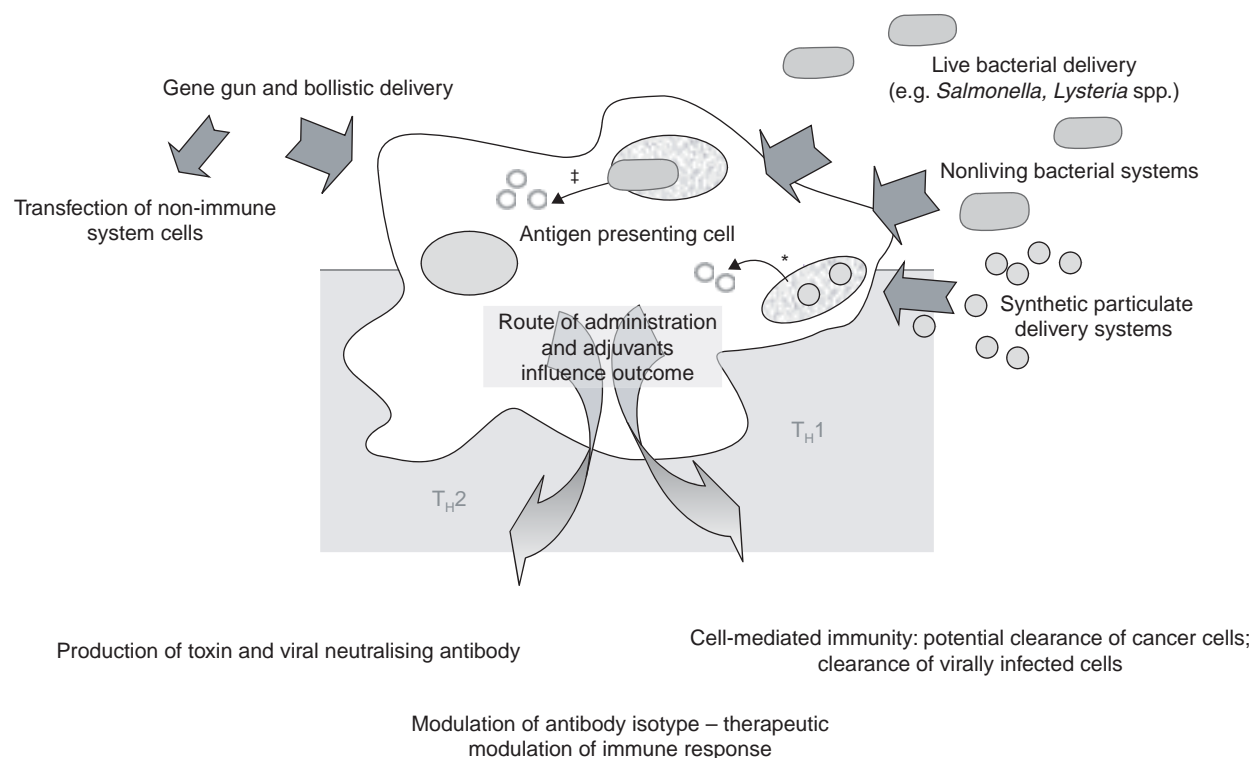 Live bacterial delivery
(e.g. Salmonella, Lysteria spp.)
Gene gun and bollistic delivery
Nonliving bacterial systems
‡
Transfection of non-immune
system cells
Antigen presenting cell
*
Synthetic particulate
delivery systems
Route of administration
and adjuvants
influence outcome
TH1
TH2
Production of toxin and viral neutralising antibody
Cell-mediated immunity: potential clearance of cancer cells;
clearance of virally infected cells
Modulation of antibody isotype – therapeutic
modulation of immune response